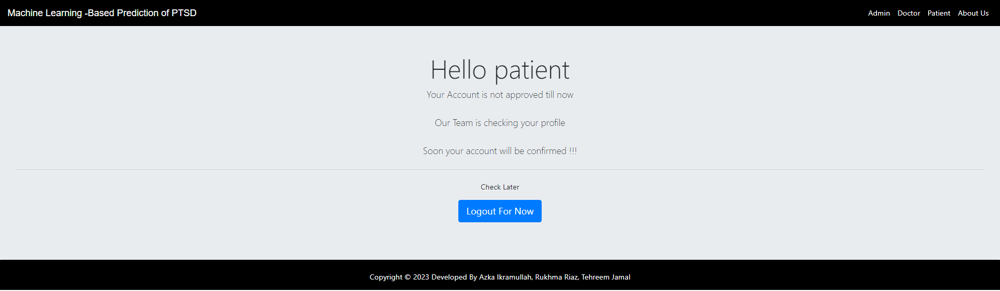 Machine Learning -Based Prediction of PTSD
Admin Doctor Patient About Us
Hello patient
Your Account is not approved till now
Our Team is checking your profile
Soon your account will be confirmed !!!
Check Later
Logout For Now
Copyright © 2023 Developed By Azka Ikramullah, Rukhma Riaz, Tehreem Jamal